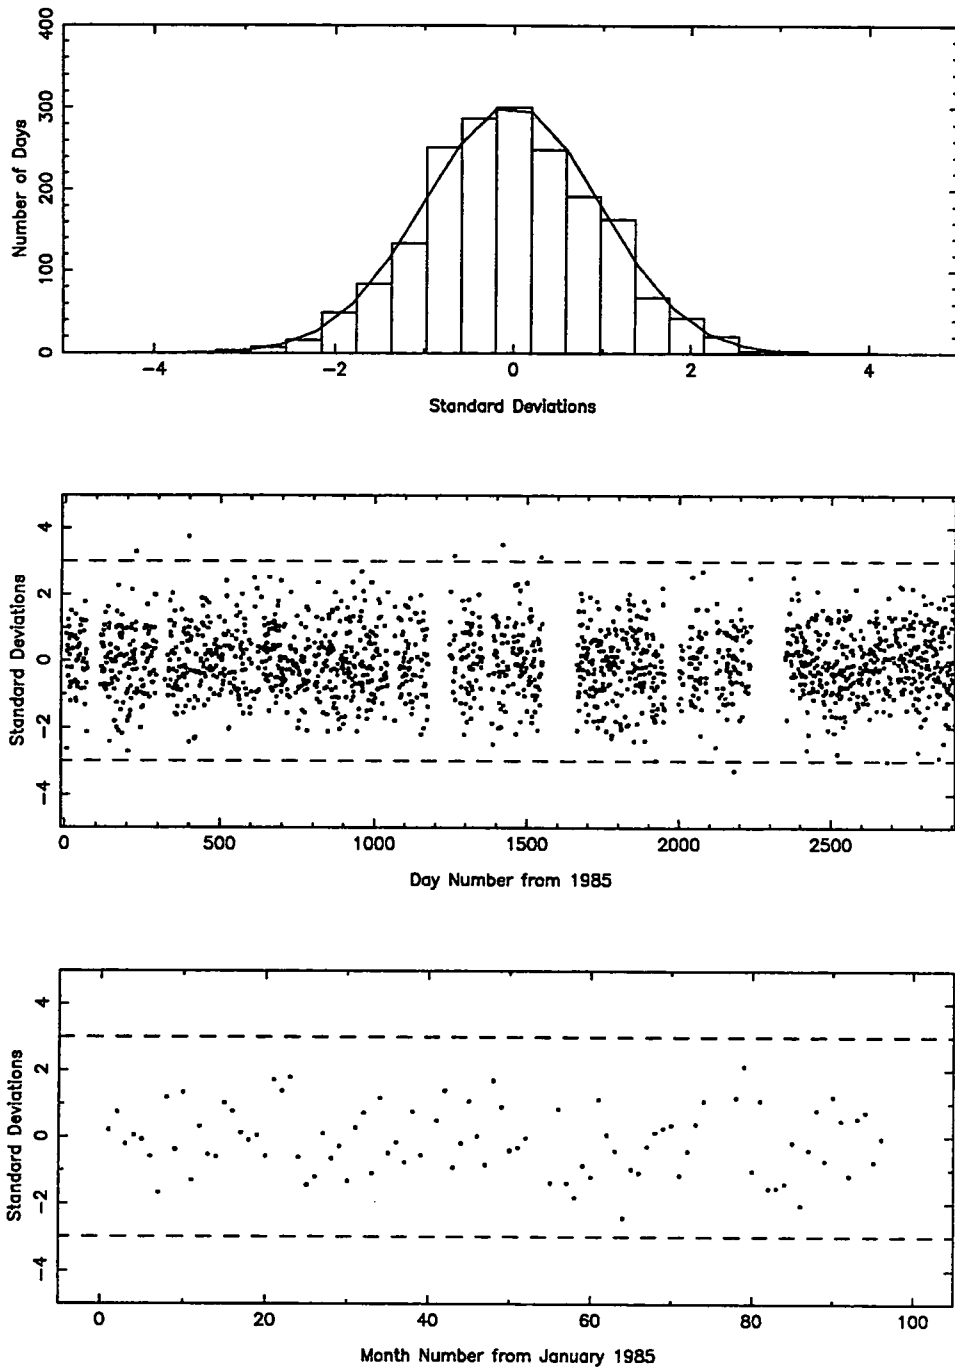 400
300
200
100
0
Number of Days
−4 −2 0 2 4
Standard Deviations
4
2
0
−2
−4
Standard Deviations
0 500 1000 1500 2000 2500
Day Number from 1985
4
2
0
−2
−4
Standard Deviations
0 20 40 60 80 100
Month Number from January 1985